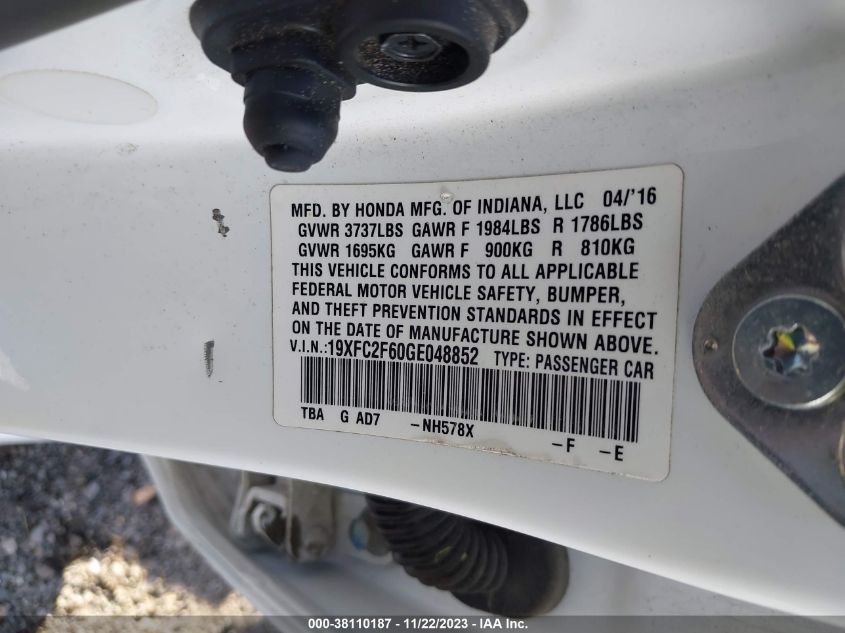 MFD. BY HONDA MFG. OF INDIANA, LLC 04/'16
GVWR 3737LBS GAWR F 1984LBS R 1786LBS
GVWR 1695KG GAWR F 900KG R 810KG
THIS VEHICLE CONFORMS TO ALL APPLICABLE
FEDERAL MOTOR VEHICLE SAFETY, BUMPER,
AND THEFT PREVENTION STANDARDS IN EFFECT
ON THE DATE OF MANUFACTURE SHOWN ABOVE.
V.I.N.:19XFC2F60GE048852 TYPE: PASSENGER CAR
TBA G AD7 -NH578X -F -E
000-38110187 - 11/22/2023 - IAA Inc.